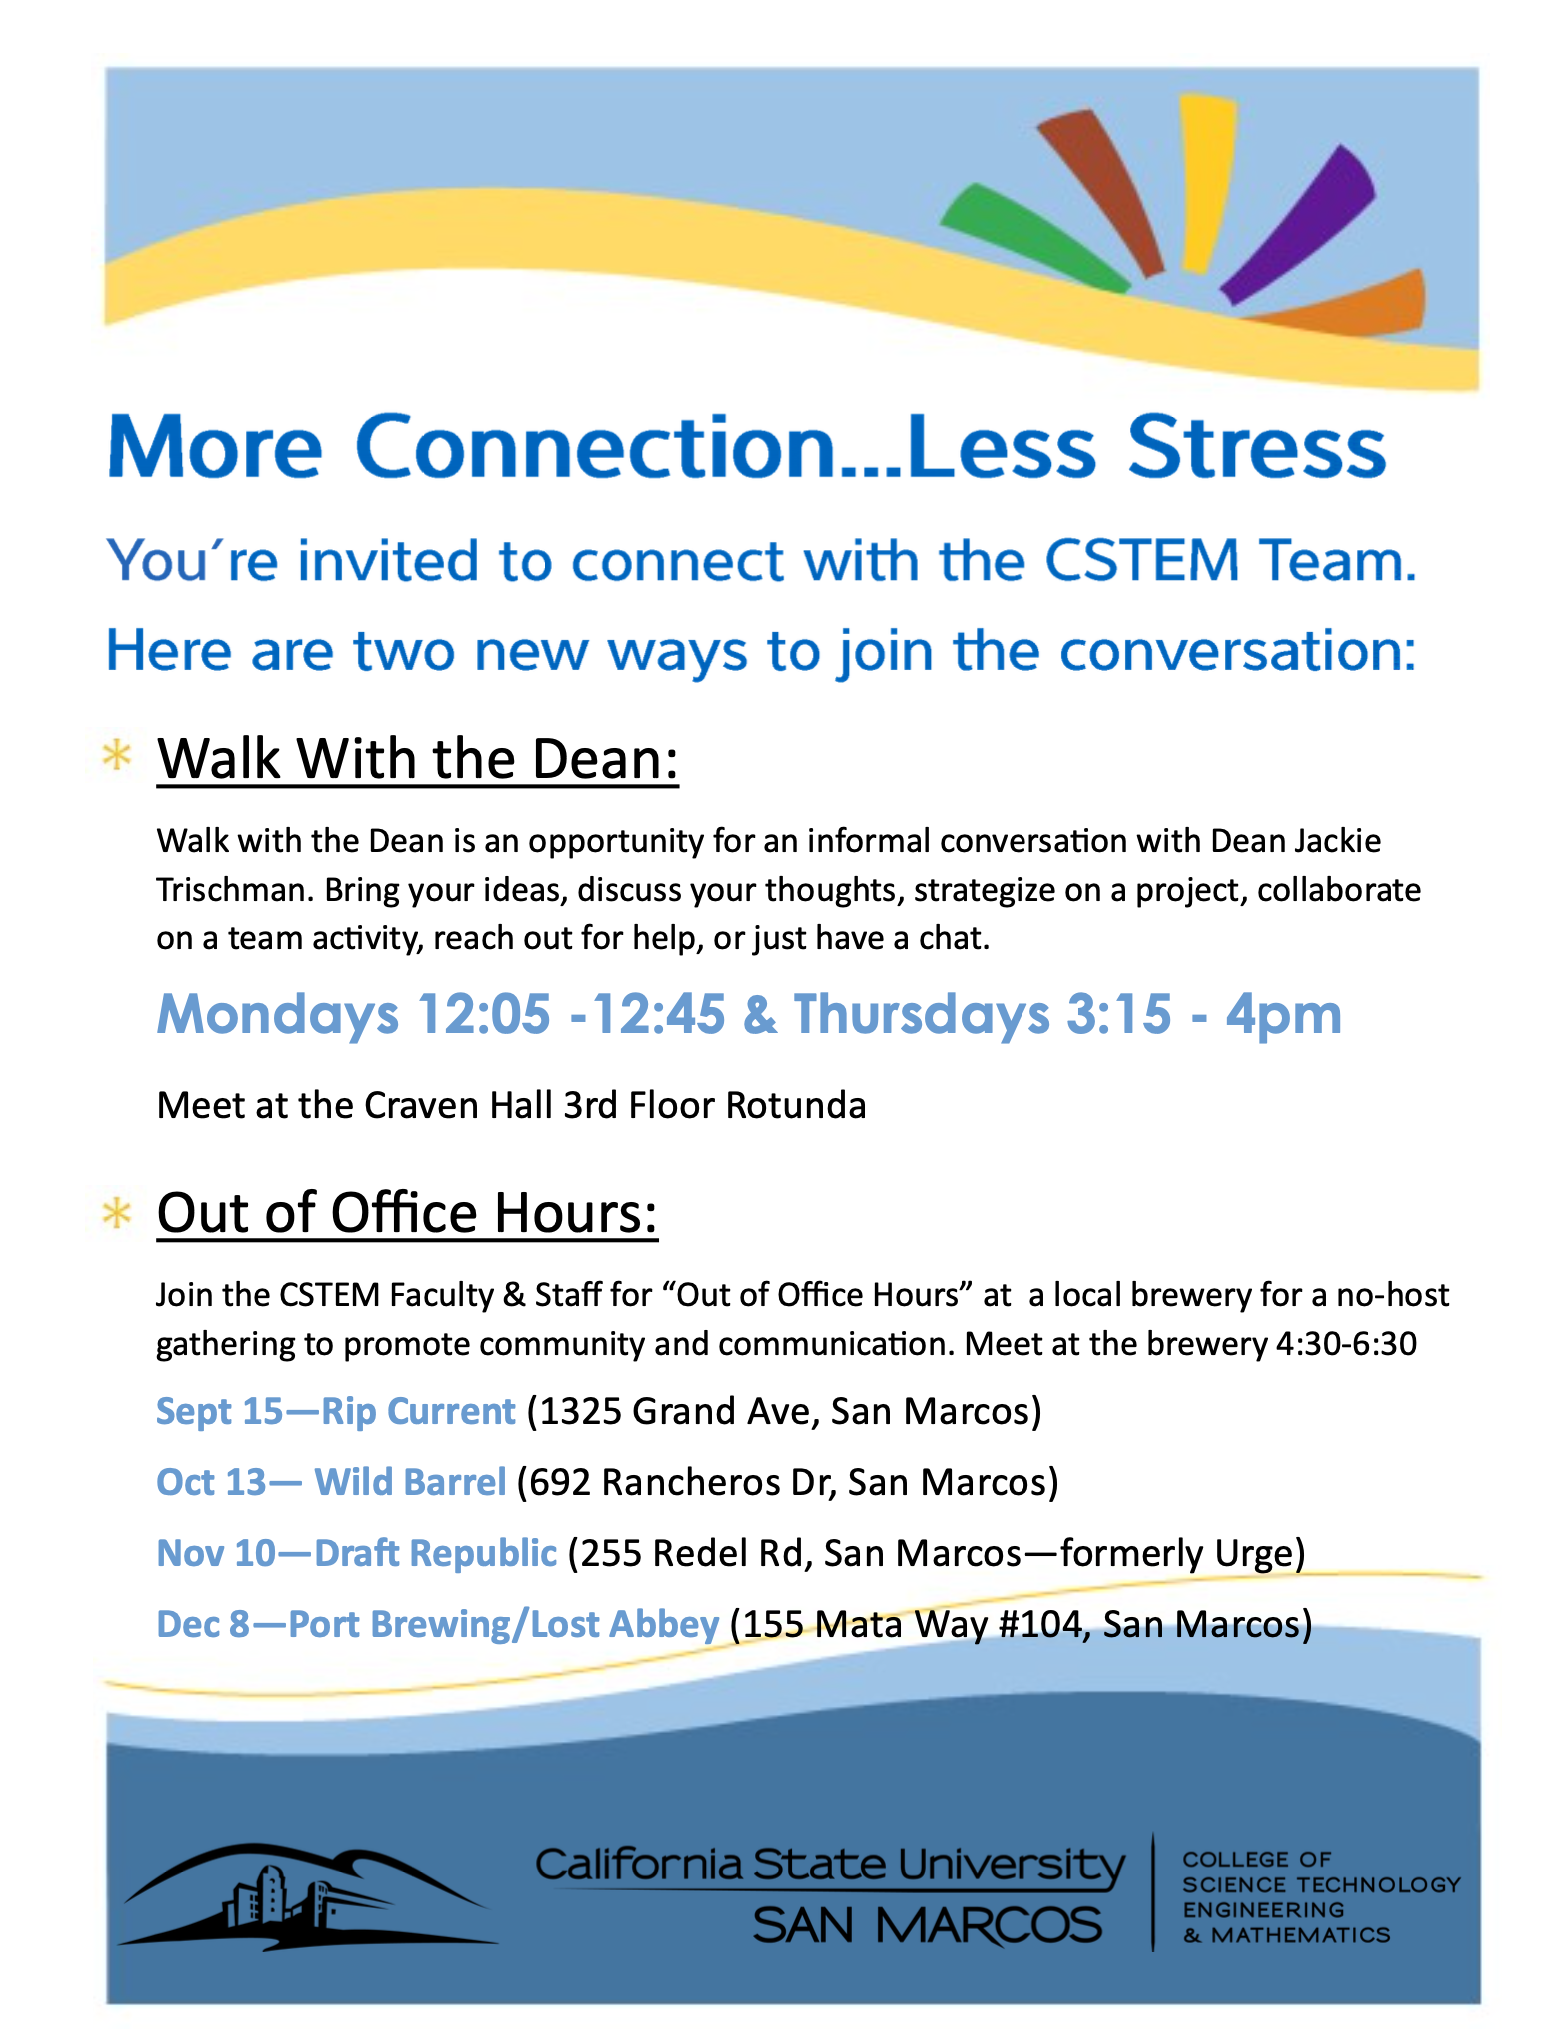 More Connection...Less Stress
You´re invited to connect with the CSTEM Team.
Here are two new ways to join the conversation:
* Walk With the Dean:
Walk with the Dean is an opportunity for an informal conversation with Dean Jackie
Trischman. Bring your ideas, discuss your thoughts, strategize on a project, collaborate
on a team activity, reach out for help, or just have a chat.
Mondays 12:05 -12:45 & Thursdays 3:15 - 4pm
Meet at the Craven Hall 3rd Floor Rotunda
* Out of Office Hours:
Join the CSTEM Faculty & Staff for “Out of Office Hours” at  a local brewery for a no-host
gathering to promote community and communication. Meet at the brewery 4:30-6:30
Sept 15—Rip Current (1325 Grand Ave, San Marcos)
Oct 13— Wild Barrel (692 Rancheros Dr, San Marcos)
Nov 10—Draft Republic (255 Redel Rd, San Marcos—formerly Urge)
Dec 8—Port Brewing/Lost Abbey (155 Mata Way #104, San Marcos)
California State University
SAN MARCOS
COLLEGE OF
SCIENCE TECHNOLOGY
ENGINEERING
& MATHEMATICS